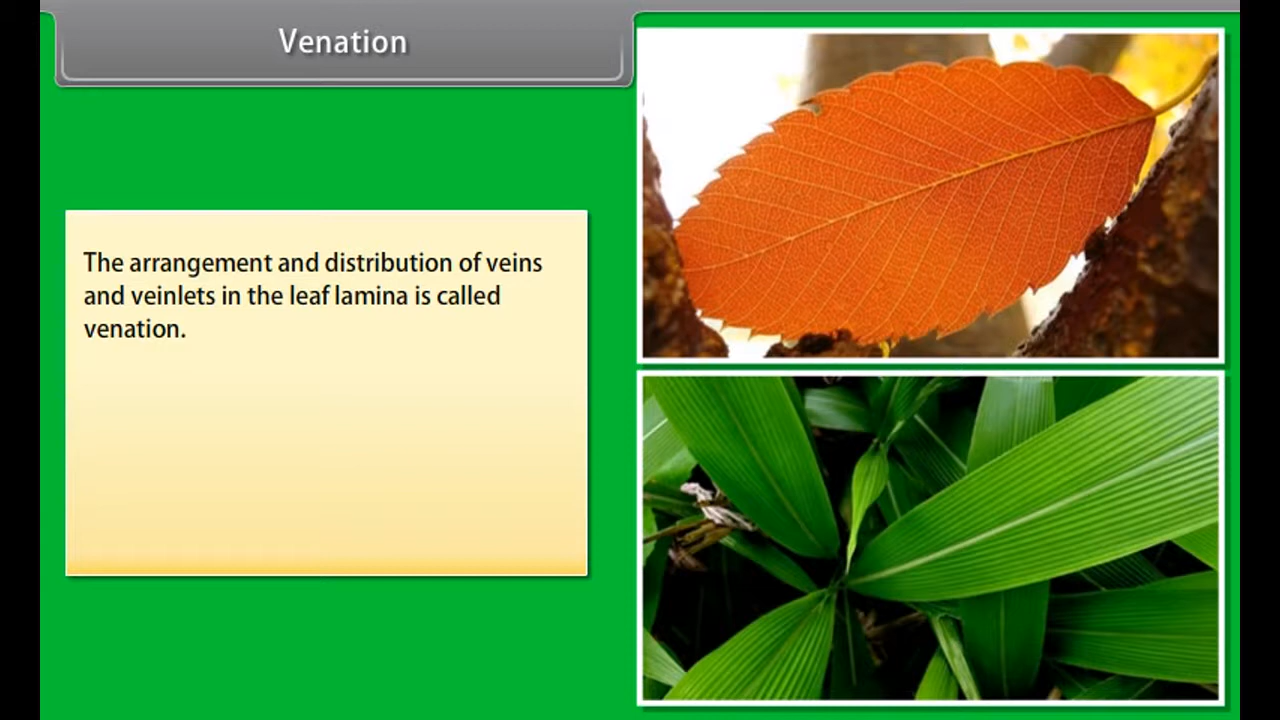 Venation
The arrangement and distribution of veins
and veinlets in the leaf lamina is called
venation.